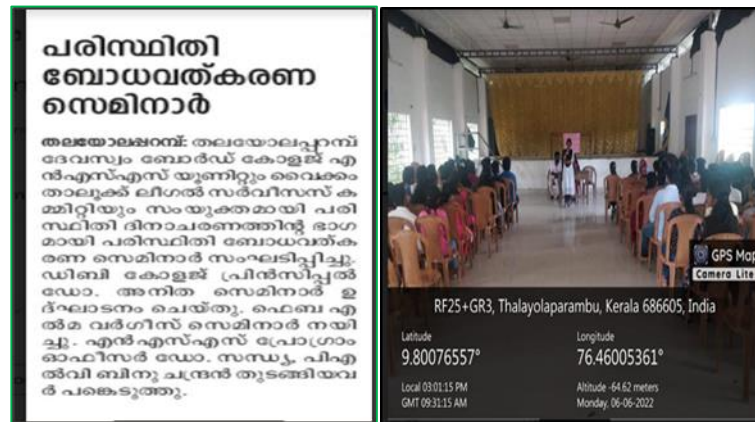 പരിസ്ഥിതി
ബോധവത്കരണ
സെമിനാർ
തലയോലപ്പറമ്പ്: തലയോലപ്പറമ്പ്
ദേവസ്വം ബോർഡ് കോളജ് എ
ൻഎസ്എസ് യൂണിറ്റും വൈക്കം
താലൂക്ക് ലീഗൽ സർവീസസ് ക
മ്മിറ്റിയും സംയുക്തമായി പരി
സ്ഥിതി ദിനാചരണത്തിന്റ ഭാഗ
മായി പരിസ്ഥിതി ബോധവത്ക
രണ സെമിനാർ സംഘടിപ്പിച്ചു.
ഡിബി കോളജ് പ്രിൻസിപ്പൽ
ഡോ. അനിത സെമിനാർ ഉ
ദ്ഘാടനം ചെയ്തു. ഫെബ എ
ൽമ വർഗീസ് സെമിനാർ നയി
ച്ചു. എൻഎസ്എസ് പ്രോഗ്രാം
ഓഫീസർ ഡോ. സന്ധ്യ, പിഎ
ൽവി ബിനു ചന്ദ്രൻ തുടങ്ങിയവ
ർ പങ്കെടുത്തു.
GPS Map
Camera Lite
RF25+GR3, Thalayolaparambu, Kerala 686605, India
Latitude
9.80076557°
Longitude
76.46005361°
Local 03:01:15 PM
GMT 09:31:15 AM
Altitude -64.62 meters
Monday, 06-06-2022